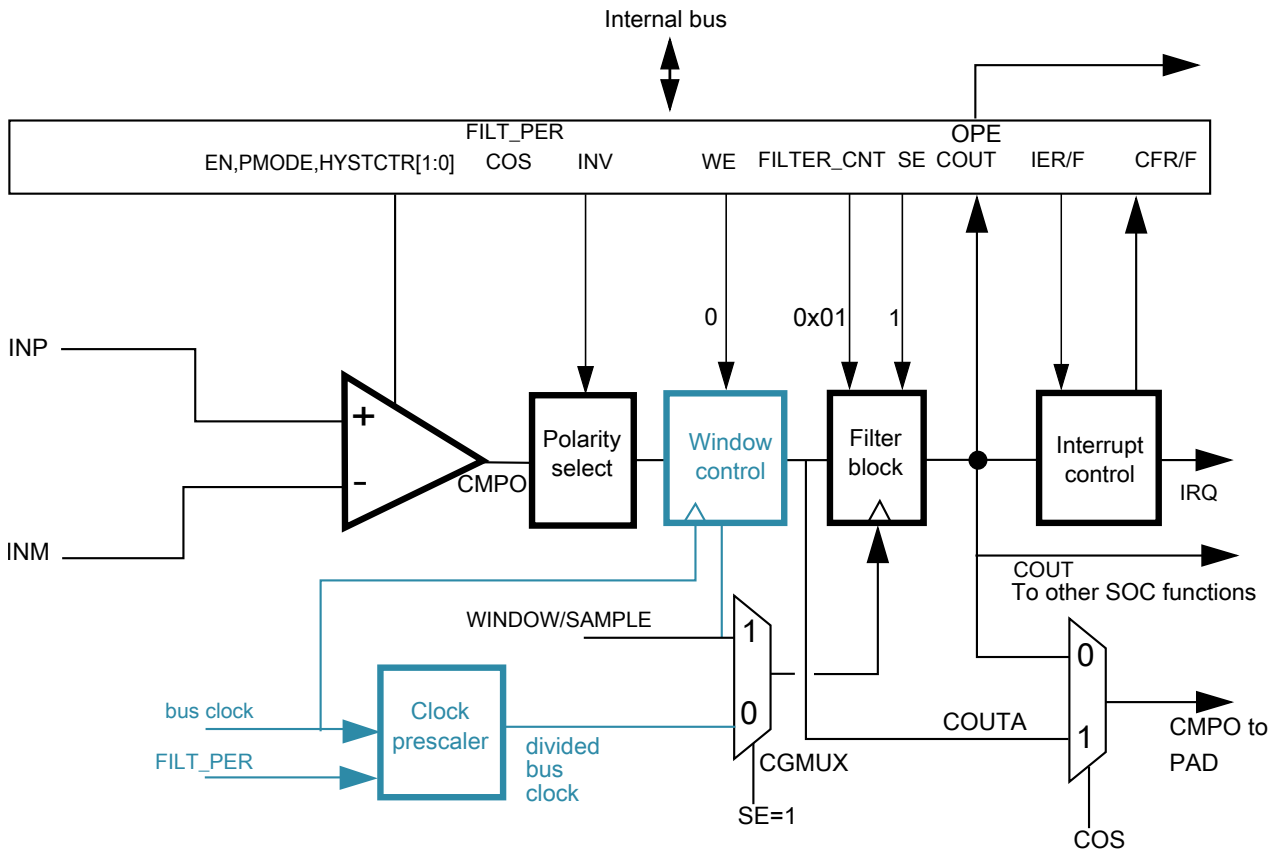 Internal bus
FILT_PER
OPE
EN,PMODE,HYSTCTR[1:0]
COS
INV
WE
FILTER_CNT
SE
COUT
IER/F
CFR/F
0
0x01
1
INP
+
-
INM
CMPO
Polarity
select
Window
control
Filter
block
Interrupt
control
IRQ
COUT
To other SOC functions
WINDOW/SAMPLE
1
0
bus clock
FILT_PER
Clock
prescaler
divided
bus
clock
CGMUX
SE=1
COUTA
0
1
CMPO to
PAD
COS